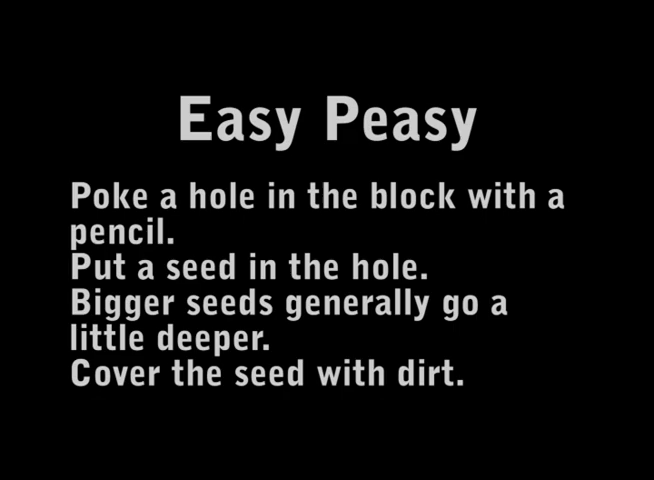 Easy Peasy
Poke a hole in the block with a
pencil.
Put a seed in the hole.
Bigger seeds generally go a
little deeper.
Cover the seed with dirt.